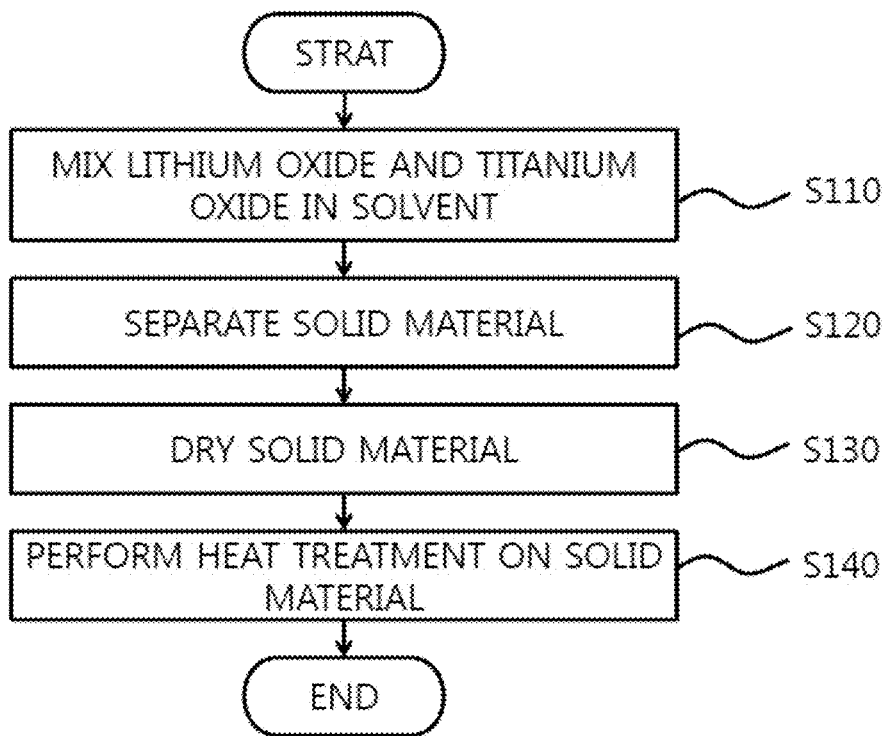 STRAT
MIX LITHIUM OXIDE AND TITANIUM
OXIDE IN SOLVENT
S110
SEPARATE SOLID MATERIAL
S120
DRY SOLID MATERIAL
S130
PERFORM HEAT TREATMENT ON SOLID
MATERIAL
S140
END